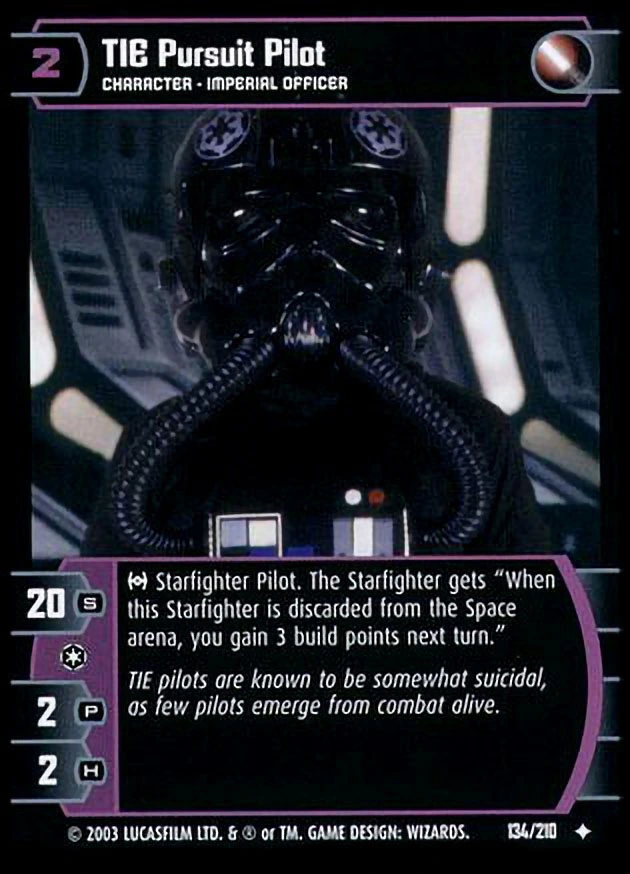 2
TIE Pursuit Pilot
CHARACTER - IMPERIAL OFFICER
20 S
2 P
2 H
Starfighter Pilot. The Starfighter gets “When
this Starfighter is discarded from the Space
arena, you gain 3 build points next turn.”
TIE pilots are known to be somewhat suicidal,
as few pilots emerge from combat alive.
© 2003 LUCASFILM LTD. & ® or TM. GAME DESIGN: WIZARDS. 134/210